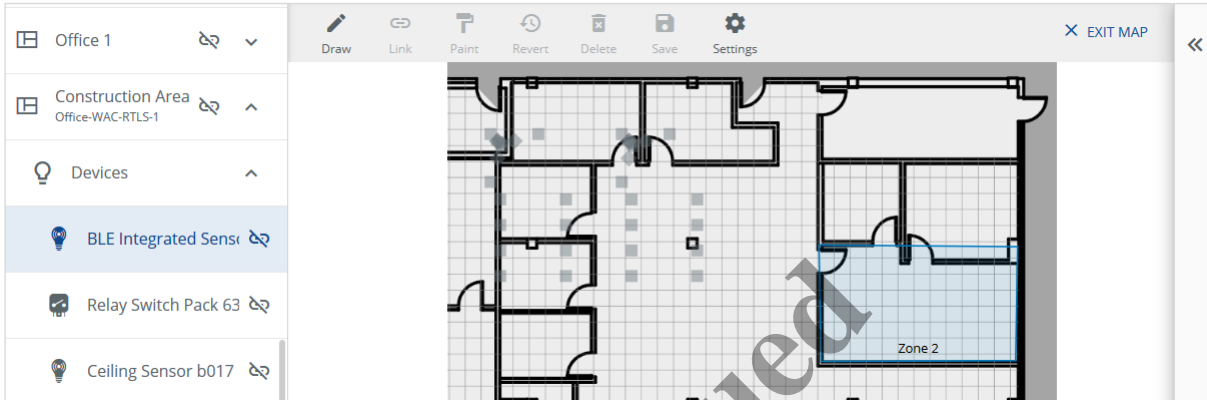 Office 1
Construction Area
Office-WAC-RTLS-1
Devices
BLE Integrated
Relay Switch Pack 63
Ceiling Sensor b017
Draw
Link
Paint
Revert
Delete
Save
Settings
EXIT MAP
Zone 2